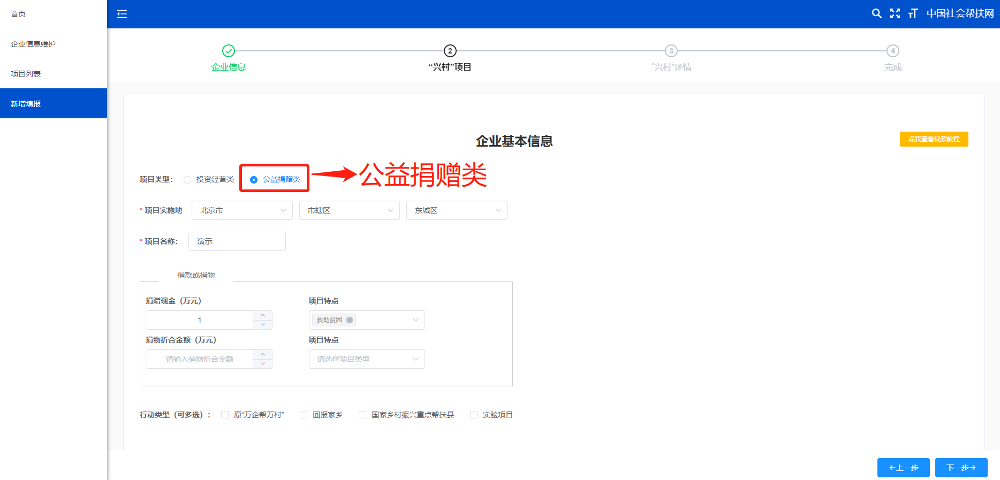 首页
企业信息维护
项目列表
新增填报
中国社会帮扶网
2
3
4
企业信息
“兴村”项目
“兴村”详情
完成
企业基本信息
点我查看视频教程
项目类型：
投资经营类
公益捐赠类
公益捐赠类
* 项目实施地
北京市
市辖区
东城区
* 项目名称：
演示
捐款或捐物
捐赠现金（万元）
项目特点
1
救助贫困
捐物折合金额（万元）
项目特点
请输入捐物折合金额
请选择项目类型
行动类型（可多选）：
原“万企帮万村”
回报家乡
国家乡村振兴重点帮扶县
实验项目
←上一步
下一步→